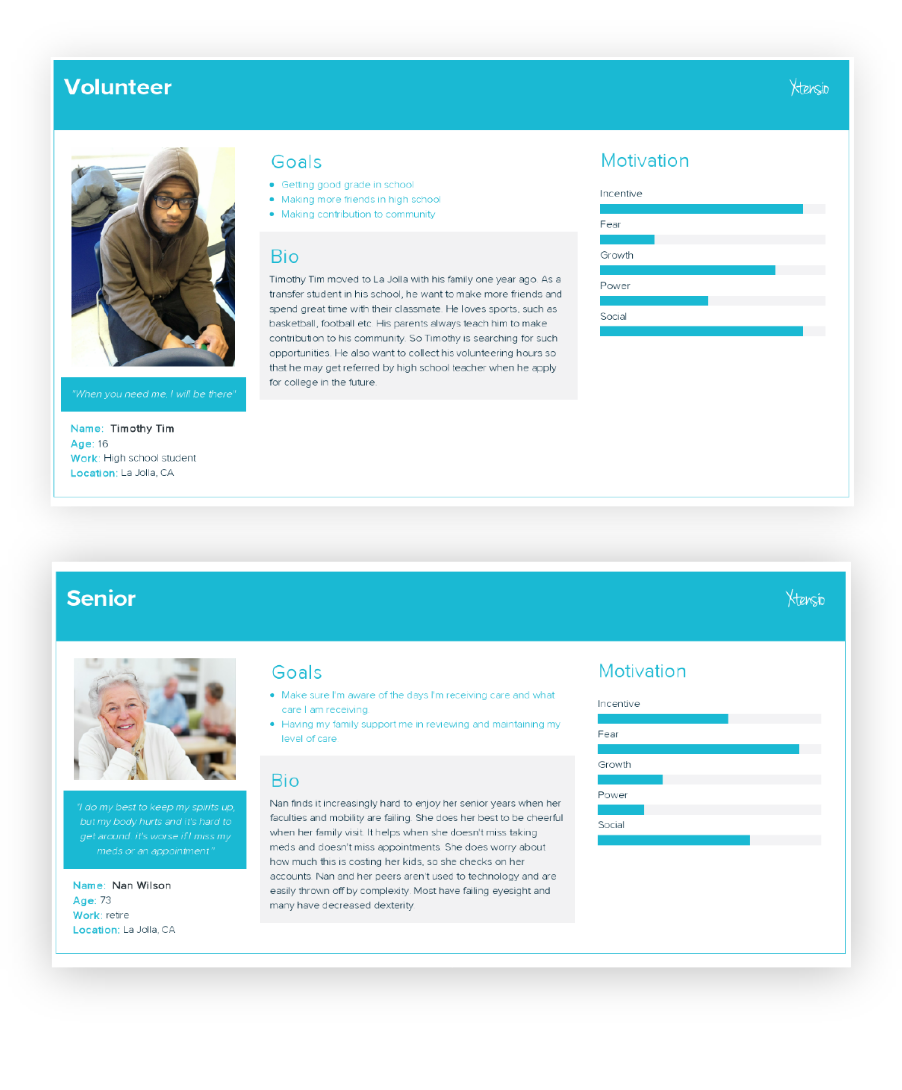 Volunteer
Xtensio
Goals
Getting good grade in school
Making more friends in high school
Making contribution to community
Bio
Timothy Tim moved to La Jolla with his family one year ago. As a
transfer student in his school, he want to make more friends and
spend great time with their classmate. He loves sports, such as
basketball, football etc. His parents always teach him to make
contribution to his community. So Timothy is searching for such
opportunities. He also want to collect his volunteering hours so
that he may get referred by high school teacher when he apply
for college in the future.
Motivation
Incentive
Fear
Growth
Power
Social
"When you need me, I will be there"
Name: Timothy Tim
Age: 16
Work: High school student
Location: La Jolla, CA
Senior
Xtensio
Goals
Make sure I'm aware of the days I'm receiving care and what
care I am receiving.
Having my family support me in reviewing and maintaining my
level of care
Bio
Nan finds it increasingly hard to enjoy her senior years when her
faculties and mobility are failing. She does her best to be cheerful
when her family visit. It helps when she doesn't miss taking
meds and doesn't miss appointments. She does worry about
how much this is costing her kids, so she checks on her
accounts. Nan and her peers aren't used to technology and are
easily thrown off by complexity. Most have failing eyesight and
many have decreased dexterity.
Motivation
Incentive
Fear
Growth
Power
Social
"I do my best to keep my spirits up,
but my body hurts and it's hard to
get around. it's worse if I miss my
meds or an appointment."
Name: Nan Wilson
Age: 73
Work: retire
Location: La Jolla, CA